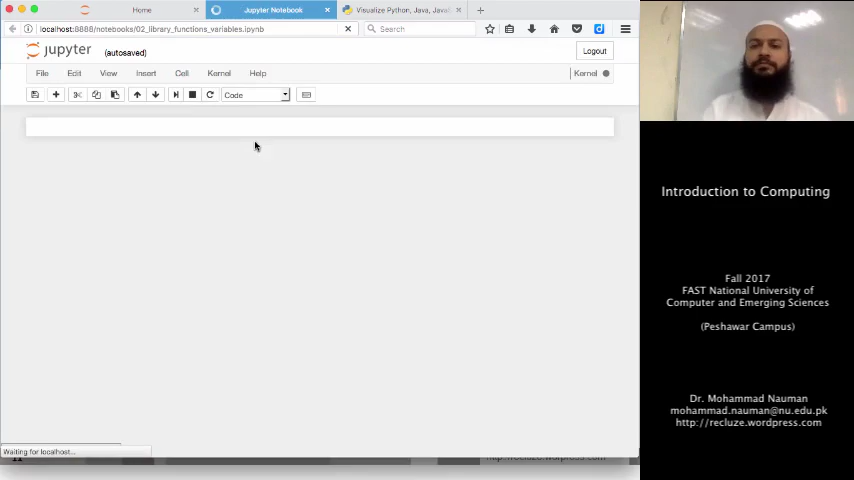 Home
Jupyter Notebook
Visualize Python, Java, Java
localhost:8888/notebooks/02_library_functions_variables.ipynb
Search
jupyter (autosaved)
Logout
File Edit View Insert Cell Kernel Help
Kernel
Code
Waiting for localhost...
Introduction to Computing
Fall 2017
FAST National University of
Computer and Emerging Sciences
(Peshawar Campus)
Dr. Mohammad Nauman
mohammad.nauman@nu.edu.pk
http://recluze.wordpress.com